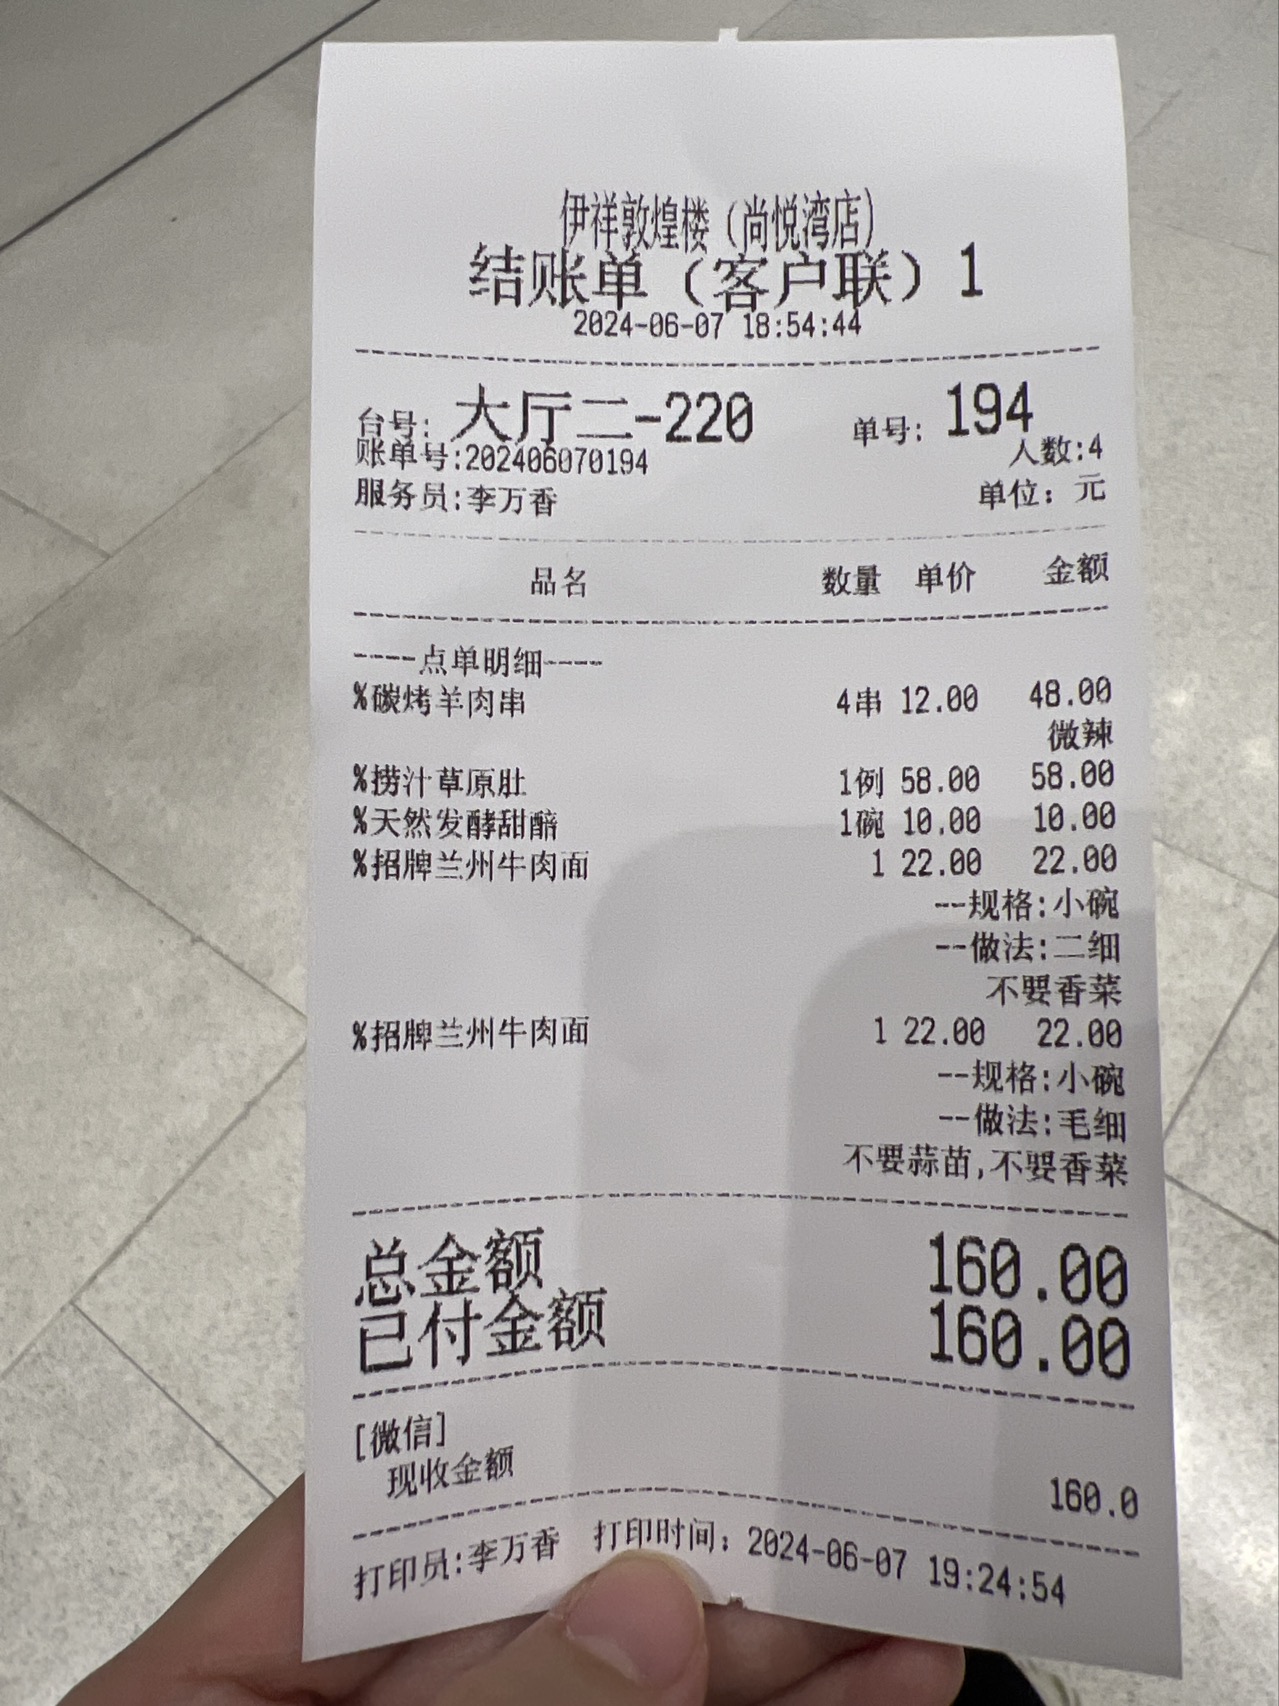 伊祥敦煌楼（尚悦湾店）
结账单（客户联）1
2024-06-07 18:54:44
台号: 大厅二-220 单号: 194
账单号:202406070194 人数:4
服务员:李万香 单位: 元
品名 数量 单价 金额
----点单明细----
%碳烤羊肉串 4串 12.00 48.00
微辣
%捞汁草原肚 1例 58.00 58.00
%天然发酵甜醅 1碗 10.00 10.00
%招牌兰州牛肉面 1 22.00 22.00
--规格:小碗
--做法:二细
不要香菜
%招牌兰州牛肉面 1 22.00 22.00
--规格:小碗
--做法:毛细
不要蒜苗,不要香菜
总金额 160.00
已付金额 160.00
[微信]
现收金额 160.0
打印员:李万香 打印时间: 2024-06-07 19:24:54